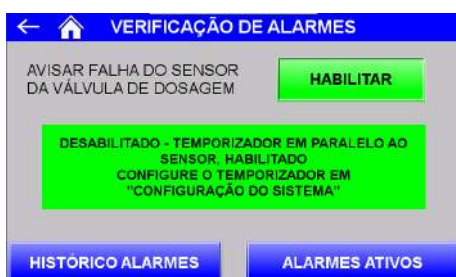 VERIFICAÇÃO DE ALARMES
AVISAR FALHA DO SENSOR
DA VÁLVULA DE DOSAGEM
HABILITAR
DESABILITADO - TEMPORIZADOR EM PARALELO AO
SENSOR, HABILITADO
CONFIGURE O TEMPORIZADOR EM
"CONFIGURAÇÃO DO SISTEMA"
HISTÓRICO ALARMES
ALARMES ATIVOS